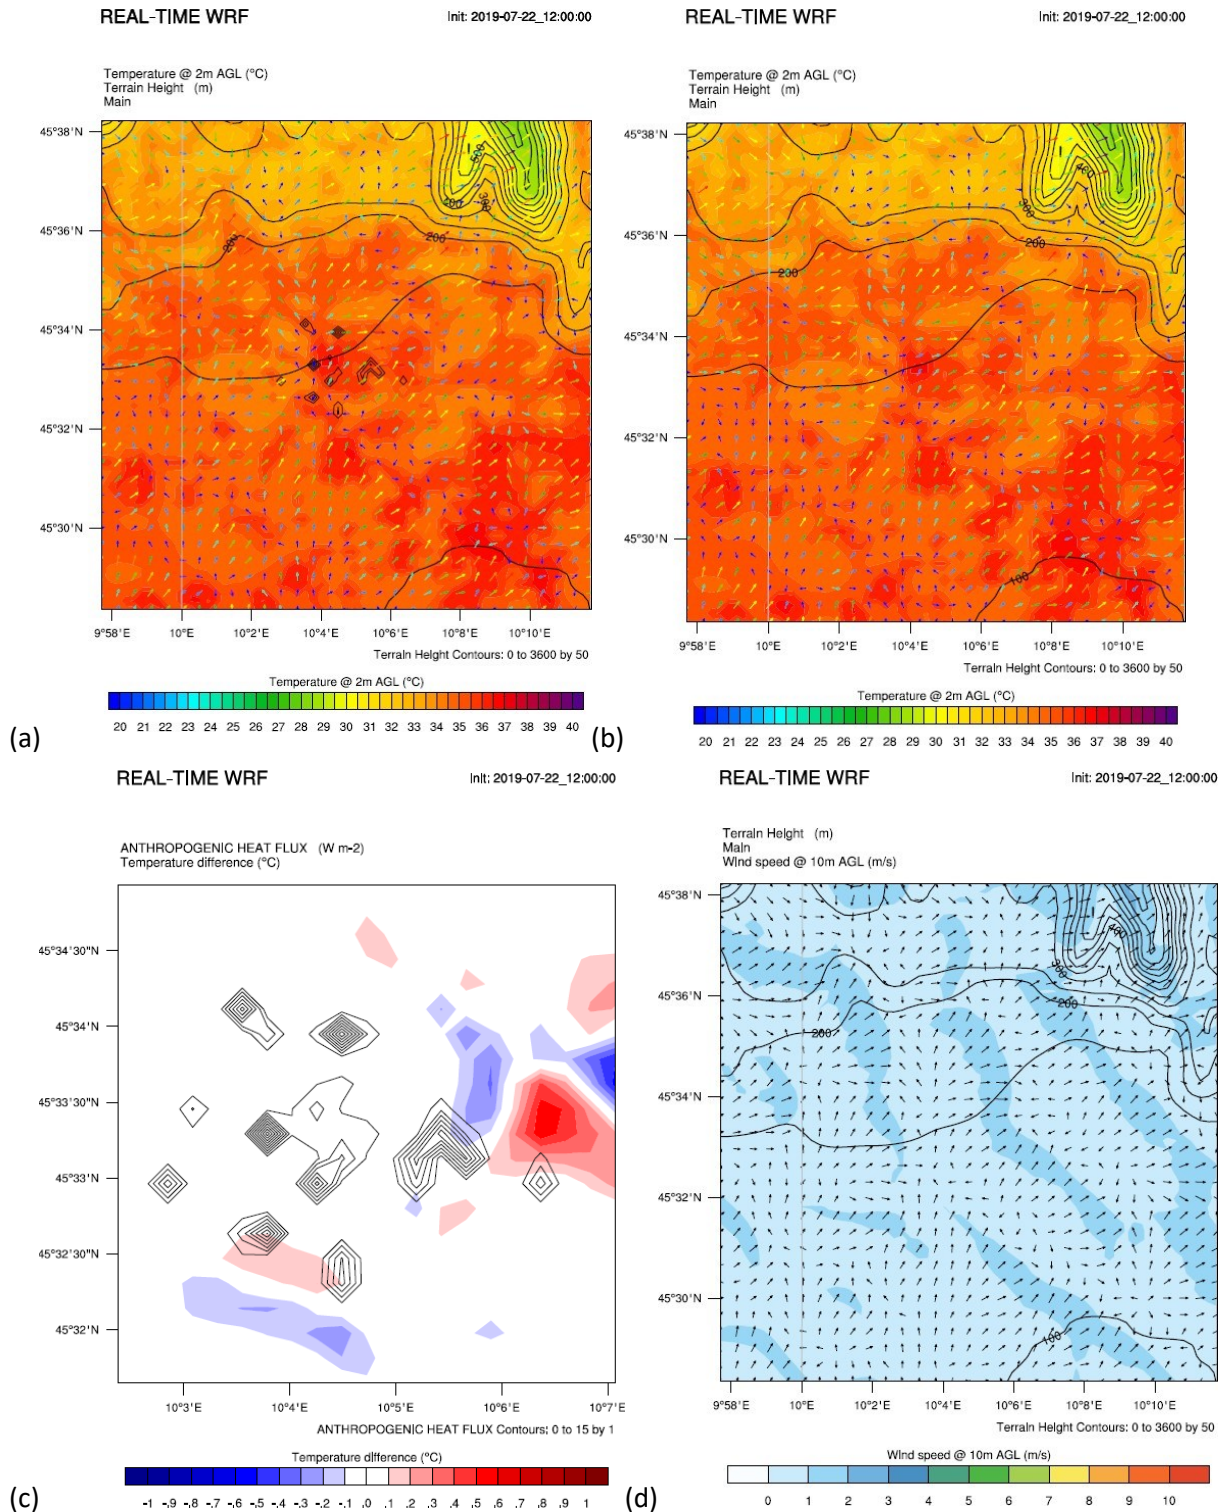 REAL-TIME WRF Init: 2019-07-22_12:00:00
Temperature @ 2m AGL (°C)
Terrain Height (m)
Main
45°38'N
45°36'N
45°34'N
45°32'N
45°30'N
500
200
300
200
200
9°58'E 10°E 10°2'E 10°4'E 10°6'E 10°8'E 10°10'E
Terrain Height Contours: 0 to 3600 by 50
Temperature @ 2m AGL (°C)
20 21 22 23 24 25 26 27 28 29 30 31 32 33 34 35 36 37 38 39 40
(a)
REAL-TIME WRF Init: 2019-07-22_12:00:00
Temperature @ 2m AGL (°C)
Terrain Height (m)
Main
45°38'N
45°36'N
45°34'N
45°32'N
45°30'N
400
300
200
200
100
9°58'E 10°E 10°2'E 10°4'E 10°6'E 10°8'E 10°10'E
Terrain Height Contours: 0 to 3600 by 50
Temperature @ 2m AGL (°C)
20 21 22 23 24 25 26 27 28 29 30 31 32 33 34 35 36 37 38 39 40
(b)
REAL-TIME WRF Init: 2019-07-22_12:00:00
ANTHROPOGENIC HEAT FLUX (W m-2)
Temperature difference (°C)
45°34'30"N
45°34'N
45°33'30"N
45°33'N
45°32'30"N
45°32'N
10°3'E 10°4'E 10°5'E 10°6'E 10°7'E
ANTHROPOGENIC HEAT FLUX Contours: 0 to 15 by 1
Temperature difference (°C)
-1 -.9 -.8 -.7 -.6 -.5 -.4 -.3 -.2 -.1 .0 .1 .2 .3 .4 .5 .6 .7 .8 .9 1
(c)
REAL-TIME WRF Init: 2019-07-22_12:00:00
Terrain Height (m)
Main
Wind speed @ 10m AGL (m/s)
45°38'N
45°36'N
45°34'N
45°32'N
45°30'N
400
300
200
200
100
9°58'E 10°E 10°2'E 10°4'E 10°6'E 10°8'E 10°10'E
Terrain Height Contours: 0 to 3600 by 50
Wind speed @ 10m AGL (m/s)
0 1 2 3 4 5 6 7 8 9 10
(d)